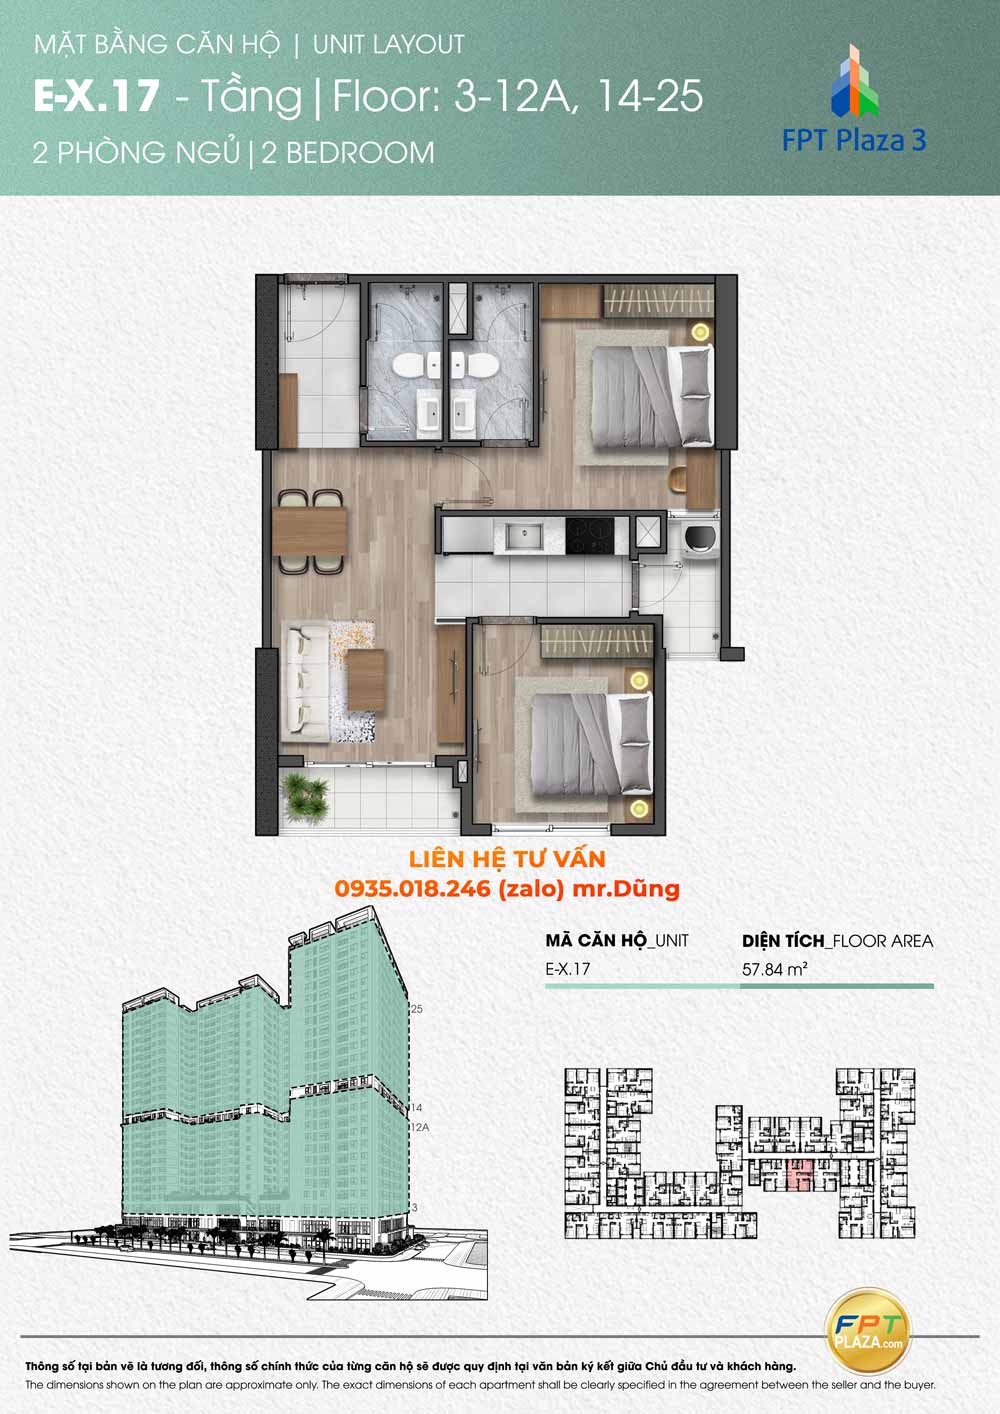 MẶT BẰNG CĂN HỘ | UNIT LAYOUT
E-X.17 - Tầng|Floor: 3-12A, 14-25
2 PHÒNG NGỦ|2 BEDROOM
FPT Plaza 3
LIÊN HỆ TƯ VẤN
0935.018.246 (zalo) mr.Dũng
MÃ CĂN HỘ_UNIT
E-X.17
DIỆN TÍCH_FLOOR AREA
57.84 m²
25
14
12A
3
FPT
PLAZA.com
Thông số tại bản vẽ là tương đối, thông số chính thức của từng căn hộ sẽ được quy định tại văn bản ký kết giữa Chủ đầu tư và khách hàng.
The dimensions shown on the plan are approximate only. The exact dimensions of each apartment shall be clearly specified in the agreement between the seller and the buyer.